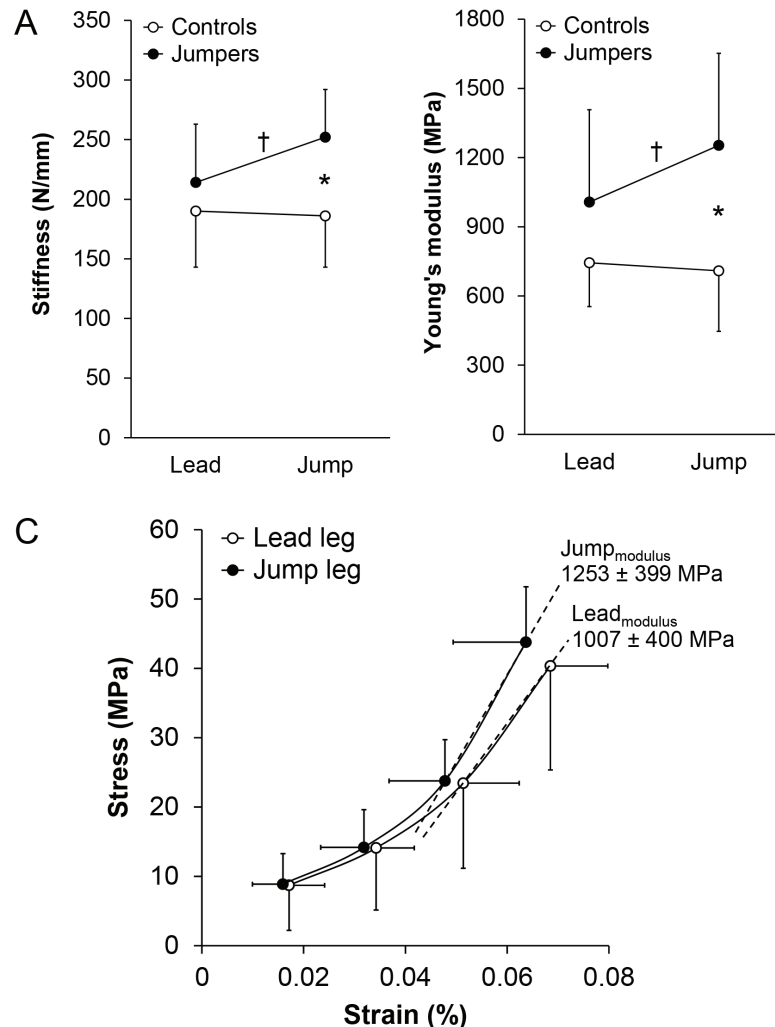 A
Controls
Jumpers
Stiffness (N/mm)
350
300
250
200
150
100
50
0
†
*
Lead Jump
Controls
Jumpers
Young's modulus (MPa)
1800
1500
1200
900
600
300
0
†
*
Lead Jump
C
Lead leg
Jump leg
Stress (MPa)
60
50
40
30
20
10
0
Jumpmodulus
1253 ± 399 MPa
Leadmodulus
1007 ± 400 MPa
0 0.02 0.04 0.06 0.08
Strain (%)